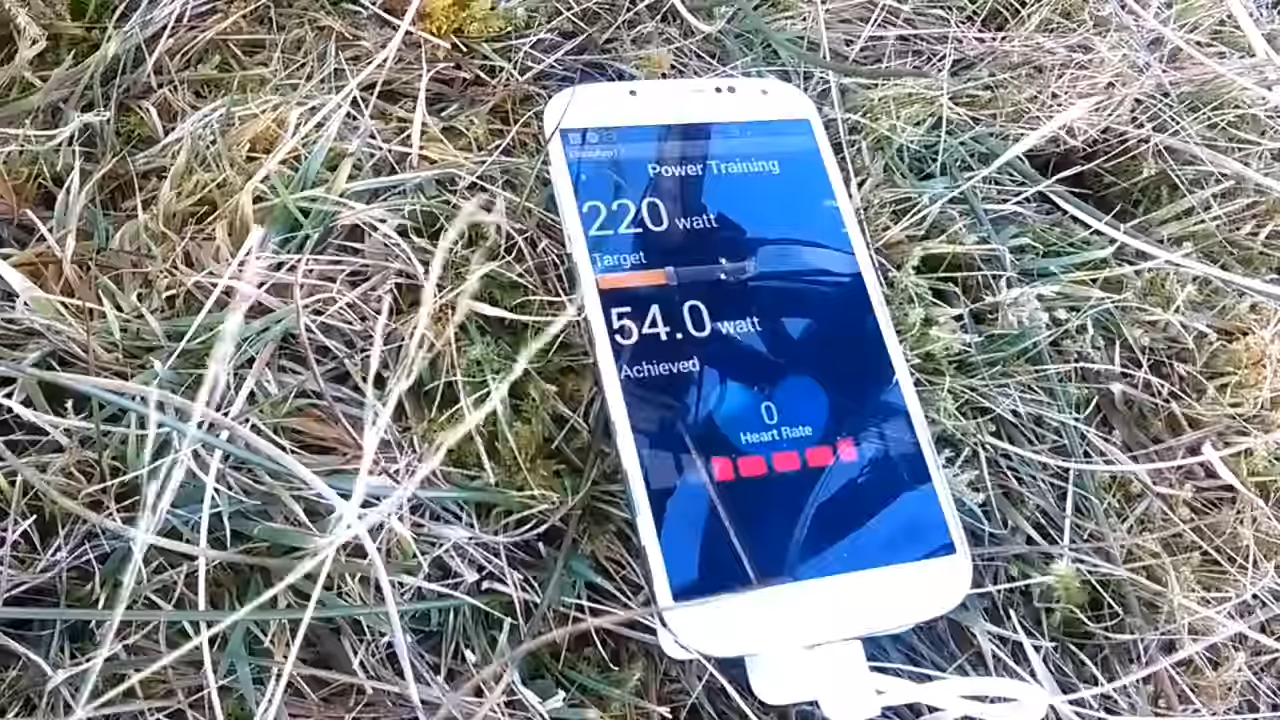 Power Training
220 watt
Target
54.0 watt
Achieved
0
Heart Rate